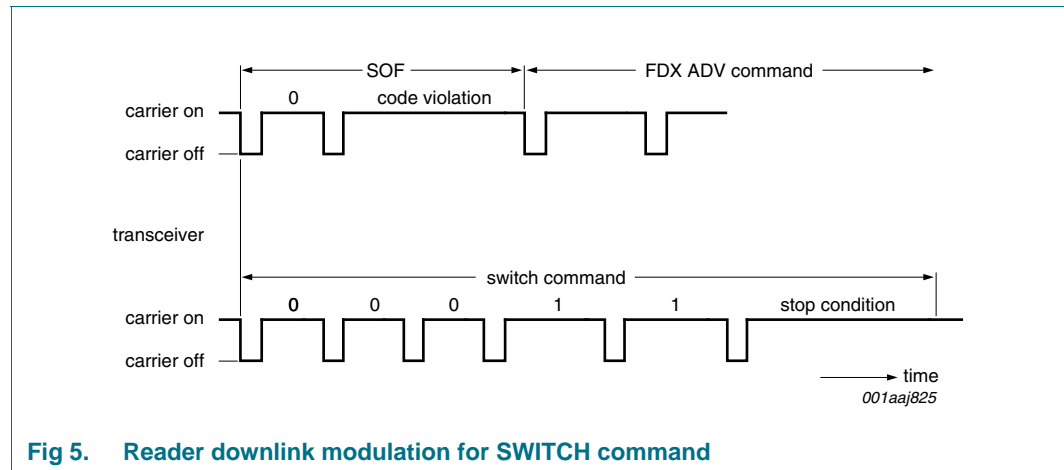 SOF FDX ADV command
0 code violation
carrier on
carrier off
transceiver
switch command
0 0 0 1 1 stop condition
carrier on
carrier off
time
001aaj825
Fig 5. Reader downlink modulation for SWITCH command